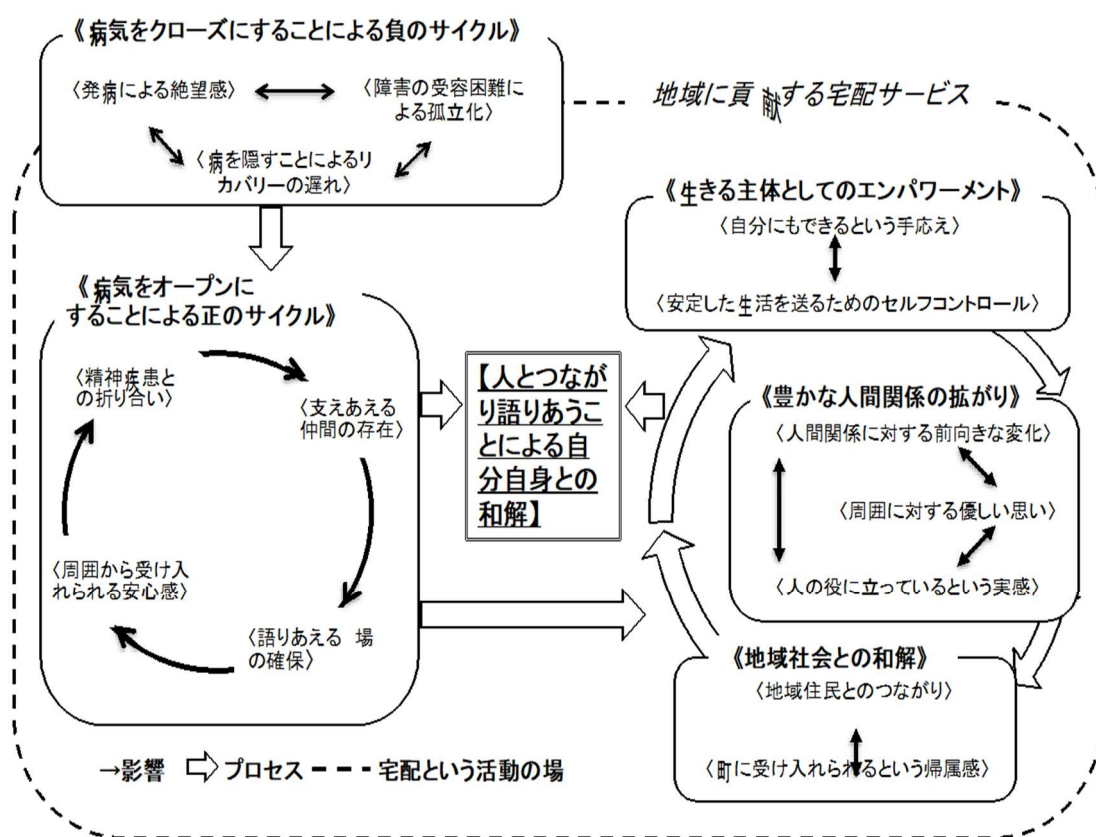 《病気をクローズにすることによる負のサイクル》
〈発病による絶望感〉
〈障害の受容困難に
よる孤立化〉
〈病を隠すことによるリ
カバリーの遅れ〉
地域に貢献する宅配サービス
《病気をオープンに
することによる正のサイクル》
〈精神疾患と
の折り合い〉
〈支えあえる
仲間の存在〉
〈周囲から受け入
れられる安心感〉
〈語りあえる 場
の確保〉
【人とつなが
り語りあうこ
とによる自
分自身との
和解】
《生きる主体としてのエンパワーメント》
〈自分にもできるという手応え〉
〈安定した生活を送るためのセルフコントロール〉
《豊かな人間関係の拡がり》
〈人間関係に対する前向きな変化〉
〈周囲に対する優しい思い〉
〈人の役に立っているという実感〉
《地域社会との和解》
〈地域住民とのつながり〉
〈町に受け入れられるという帰属感〉
→影響 ⇨プロセス ---- 宅配という活動の場